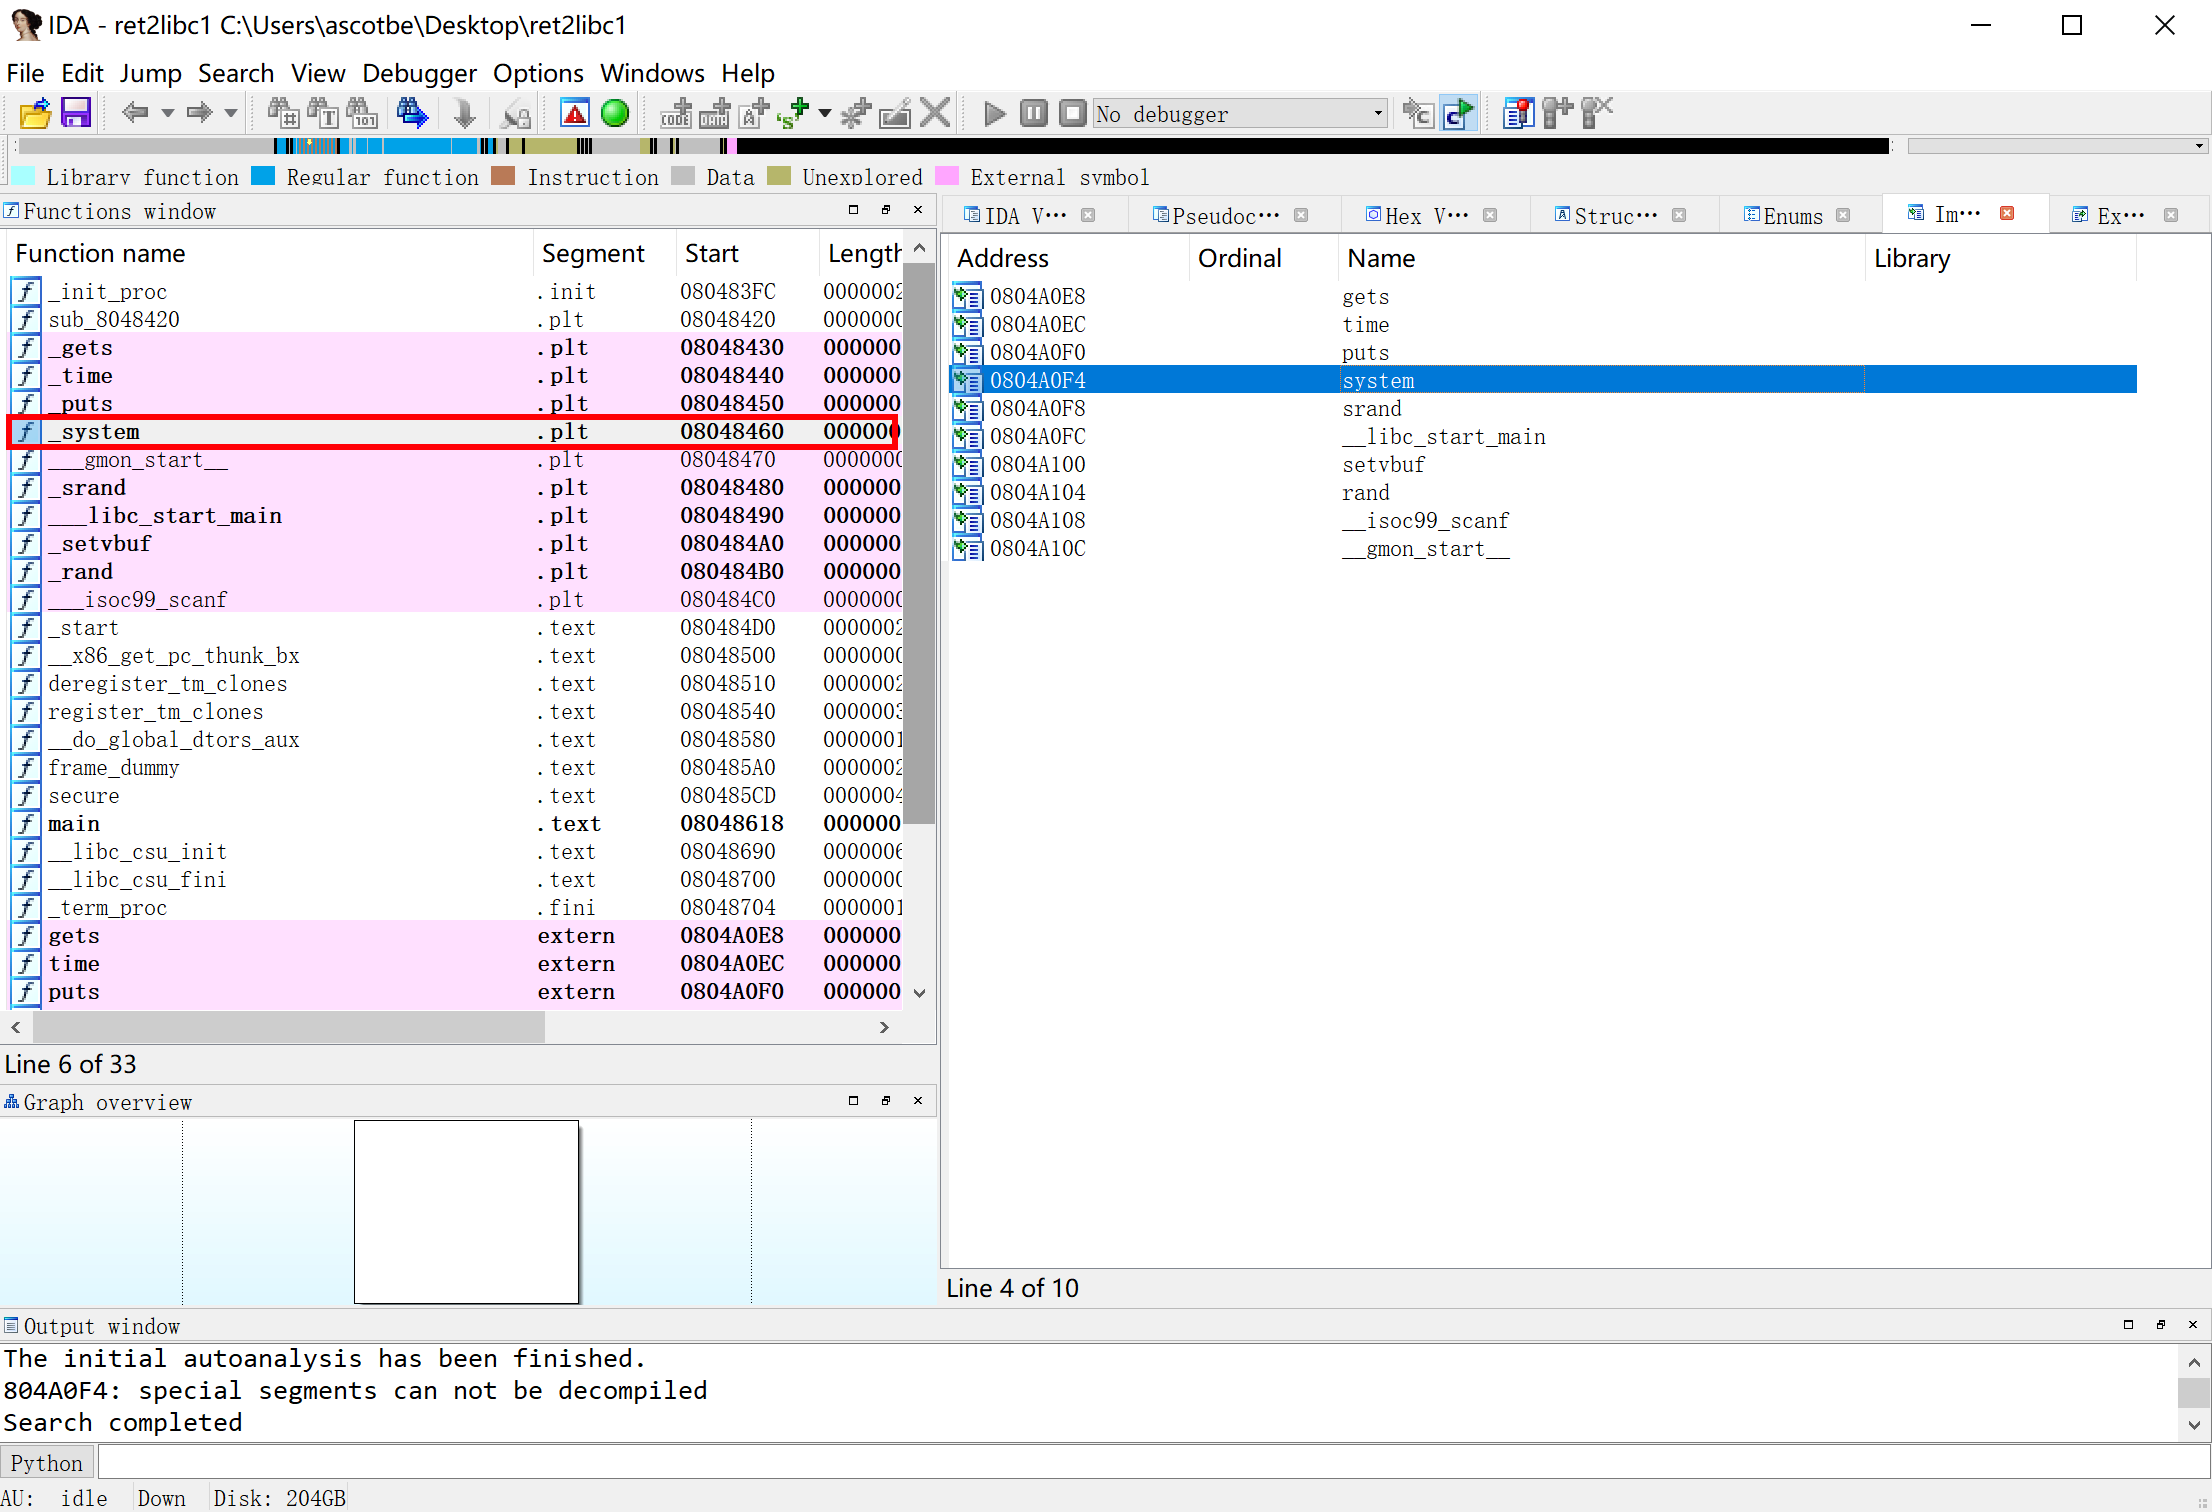 IDA - ret2libc1 C:\Users\ascotbe\Desktop\ret2libc1
File Edit Jump Search View Debugger Options Windows Help
No debugger
Library function Regular function Instruction Data Unexplored External symbol
Functions window
Function name Segment Start Length
_init_proc .init 080483FC 0000002
sub_8048420 .plt 08048420 0000000
_gets .plt 08048430 000000
_time .plt 08048440 000000
_puts .plt 08048450 000000
_system .plt 08048460 000000
___gmon_start__ .plt 08048470 0000000
_srand .plt 08048480 000000
___libc_start_main .plt 08048490 000000
_setvbuf .plt 080484A0 000000
_rand .plt 080484B0 000000
___isoc99_scanf .plt 080484C0 0000000
_start .text 080484D0 0000002
__x86_get_pc_thunk_bx .text 08048500 0000000
deregister_tm_clones .text 08048510 0000002
register_tm_clones .text 08048540 0000003
__do_global_dtors_aux .text 08048580 0000001
frame_dummy .text 080485A0 0000002
secure .text 080485CD 0000004
main .text 08048618 000000
__libc_csu_init .text 08048690 0000006
__libc_csu_fini .text 08048700 0000000
_term_proc .fini 08048704 0000001
gets extern 0804A0E8 000000
time extern 0804A0EC 000000
puts extern 0804A0F0 000000
Line 6 of 33
Graph overview
IDA V··· Pseudoc··· Hex V··· Struc··· Enums Im··· Ex···
Address Ordinal Name Library
0804A0E8 gets
0804A0EC time
0804A0F0 puts
0804A0F4 system
0804A0F8 srand
0804A0FC __libc_start_main
0804A100 setvbuf
0804A104 rand
0804A108 __isoc99_scanf
0804A10C __gmon_start__
Line 4 of 10
Output window
The initial autoanalysis has been finished.
804A0F4: special segments can not be decompiled
Search completed
Python
AU: idle Down Disk: 204GB